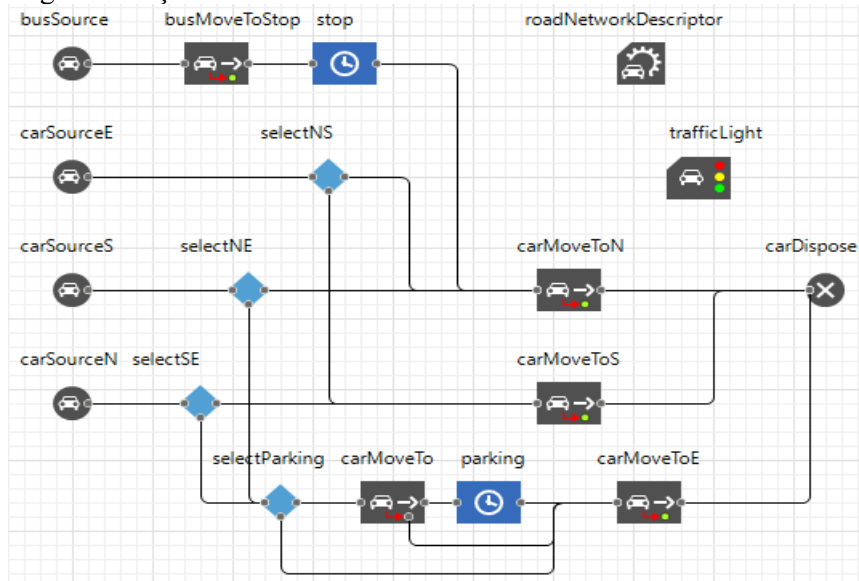 busSource busMoveToStop stop roadNetworkDescriptor
carSourceE selectNS trafficLight
carSourceS selectNE carMoveToN carDispose
carSourceN selectSE carMoveToS
selectParking carMoveTo parking carMoveToE